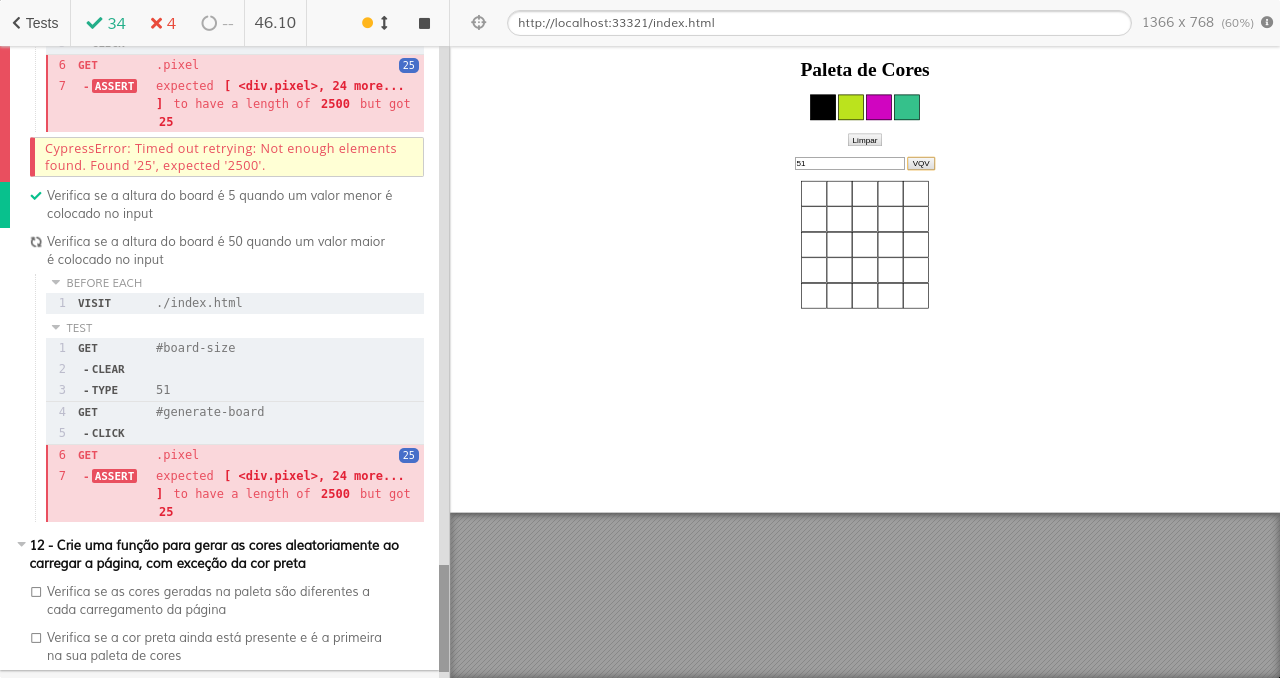 Tests 34 4 -- 46.10
http://localhost:33321/index.html 1366 x 768 (60%)
6 GET .pixel 25
7 - ASSERT expected [ <div.pixel>, 24 more...
] to have a length of 2500 but got
25
CypressError: Timed out retrying: Not enough elements
found. Found '25', expected '2500'.
Verifica se a altura do board é 5 quando um valor menor é
colocado no input
Verifica se a altura do board é 50 quando um valor maior
é colocado no input
BEFORE EACH
1 VISIT ./index.html
TEST
1 GET #board-size
2 - CLEAR
3 - TYPE 51
4 GET #generate-board
5 - CLICK
6 GET .pixel 25
7 - ASSERT expected [ <div.pixel>, 24 more...
] to have a length of 2500 but got
25
12 - Crie uma função para gerar as cores aleatoriamente ao
carregar a página, com exceção da cor preta
Verifica se as cores geradas na paleta são diferentes a
cada carregamento da página
Verifica se a cor preta ainda está presente e é a primeira
na sua paleta de cores
Paleta de Cores
Limpar
51 VQV